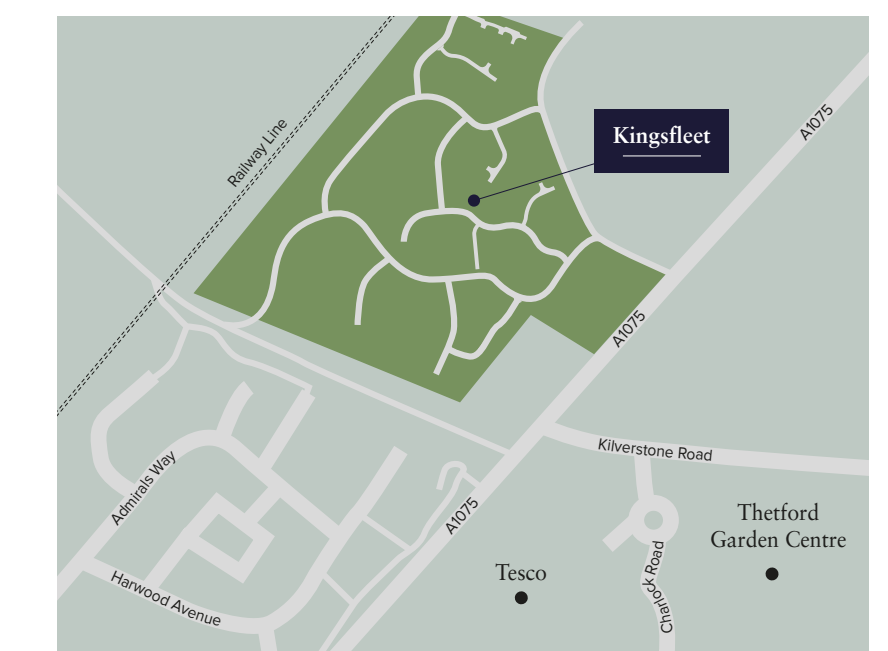 A1075
Kingsfleet
Railway Line
A1075
Kilverstone Road
Admirals Way
A1075
Thetford
Garden Centre
Tesco
Charlock Road
Harwood Avenue